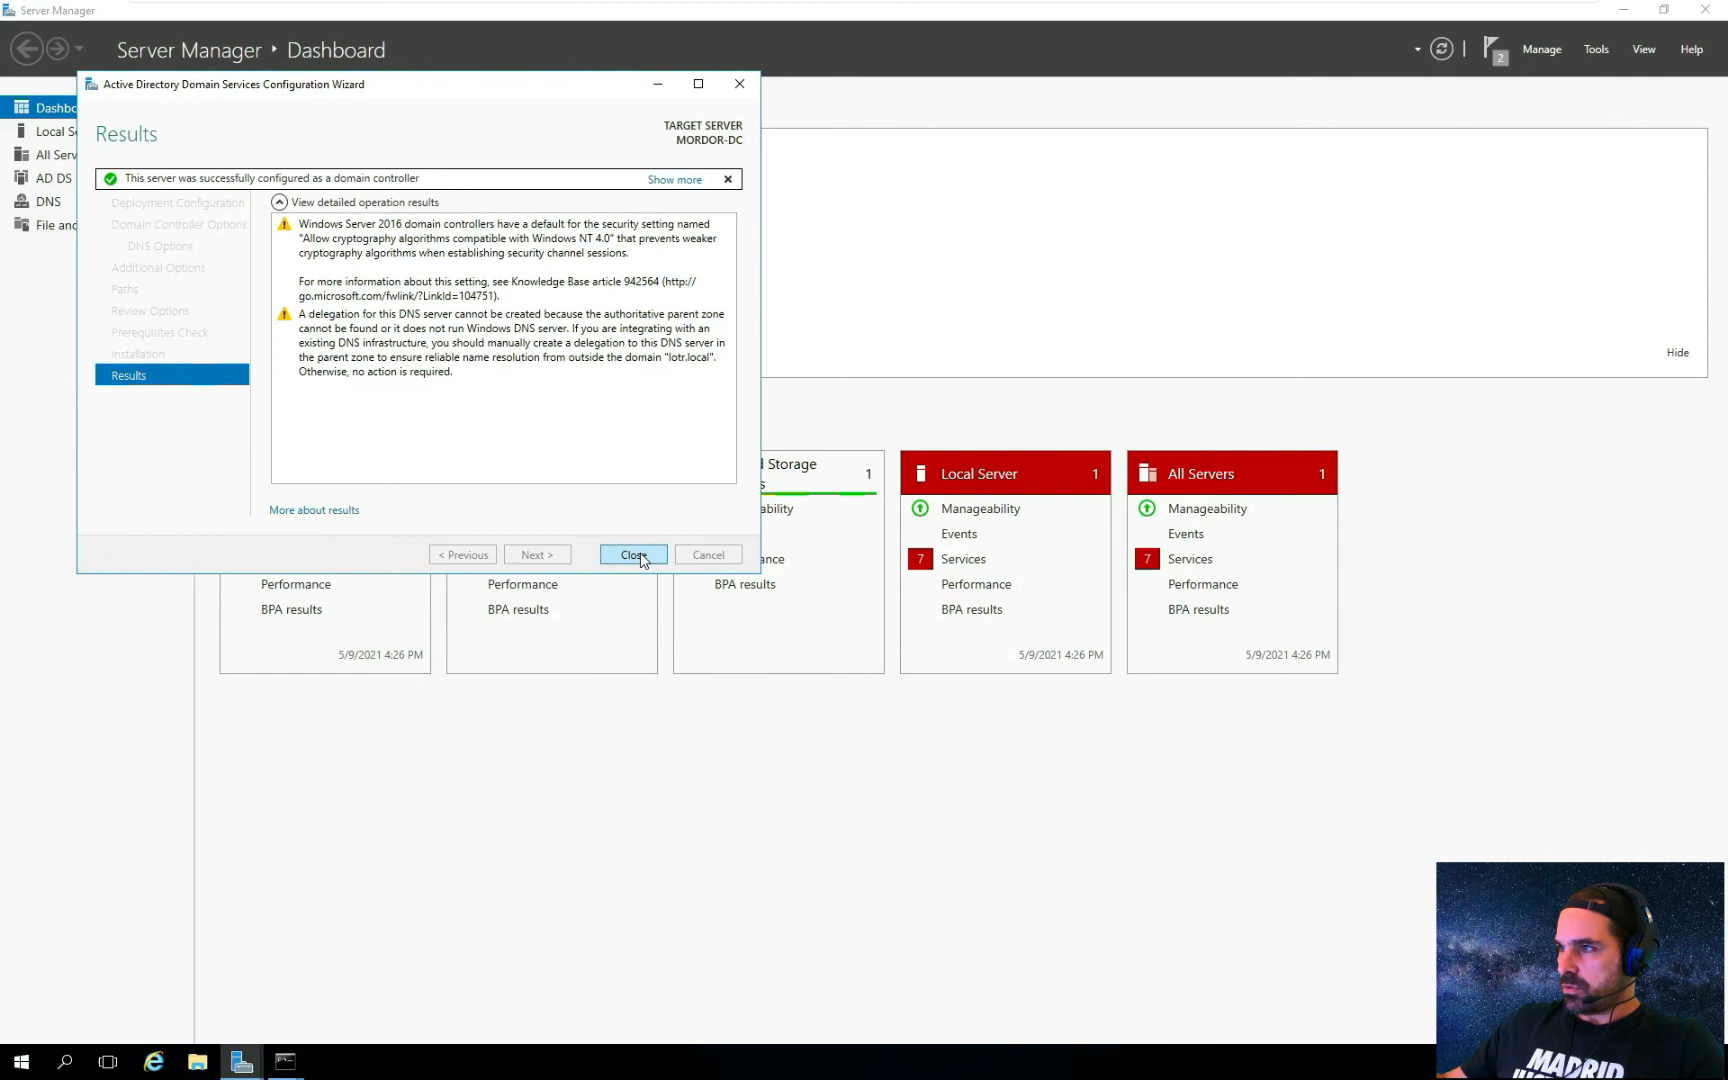 Server Manager
Server Manager ‣ Dashboard
2
Manage
Tools
View
Help
Active Directory Domain Services Configuration Wizard
Dashbo
Local Se
All Serv
AD DS
DNS
File and
Results
TARGET SERVER
MORDOR-DC
This server was successfully configured as a domain controller
Show more
Deployment Configuration
Domain Controller Options
DNS Options
Additional Options
Paths
Review Options
Prerequisites Check
Installation
Results
View detailed operation results
Windows Server 2016 domain controllers have a default for the security setting named
"Allow cryptography algorithms compatible with Windows NT 4.0" that prevents weaker
cryptography algorithms when establishing security channel sessions.
For more information about this setting, see Knowledge Base article 942564 (http://
go.microsoft.com/fwlink/?LinkId=104751).
A delegation for this DNS server cannot be created because the authoritative parent zone
cannot be found or it does not run Windows DNS server. If you are integrating with an
existing DNS infrastructure, you should manually create a delegation to this DNS server in
the parent zone to ensure reliable name resolution from outside the domain "lotr.local".
Otherwise, no action is required.
More about results
< Previous
Next >
Close
Cancel
Hide
Performance
BPA results
5/9/2021 4:26 PM
Performance
BPA results
d Storage
s
1
ability
nce
BPA results
Local Server 1
Manageability
Events
7 Services
Performance
BPA results
5/9/2021 4:26 PM
All Servers 1
Manageability
Events
7 Services
Performance
BPA results
5/9/2021 4:26 PM
MADRID